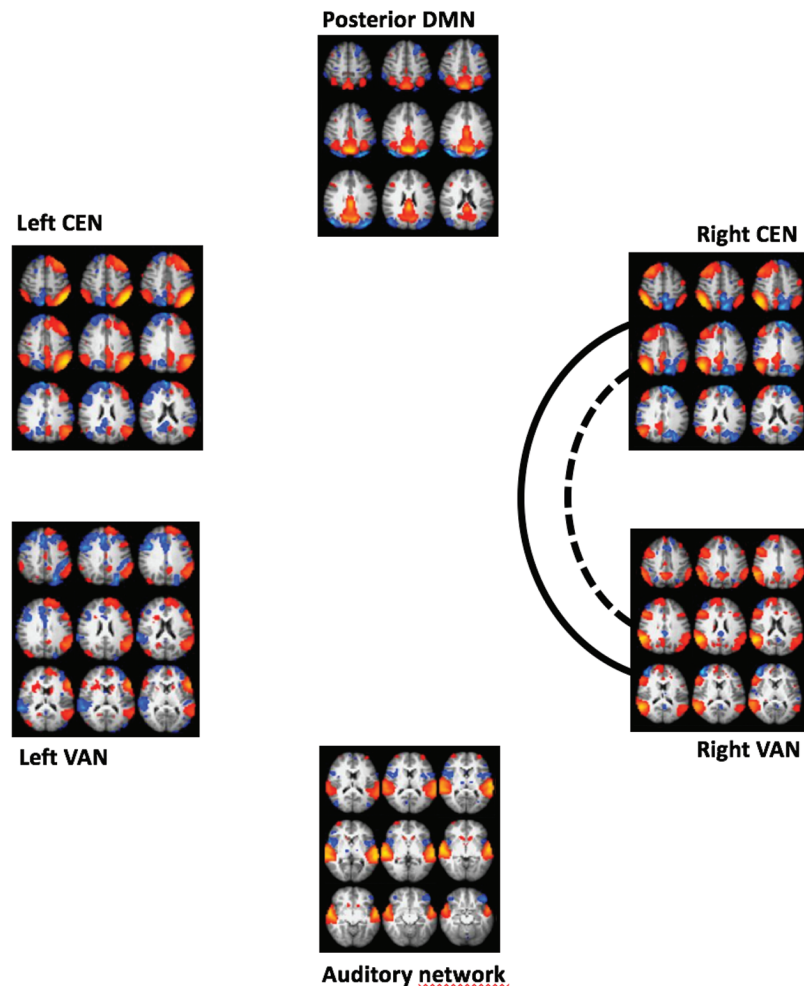 Posterior DMN
Left CEN
Right CEN
Left VAN
Right VAN
Auditory network